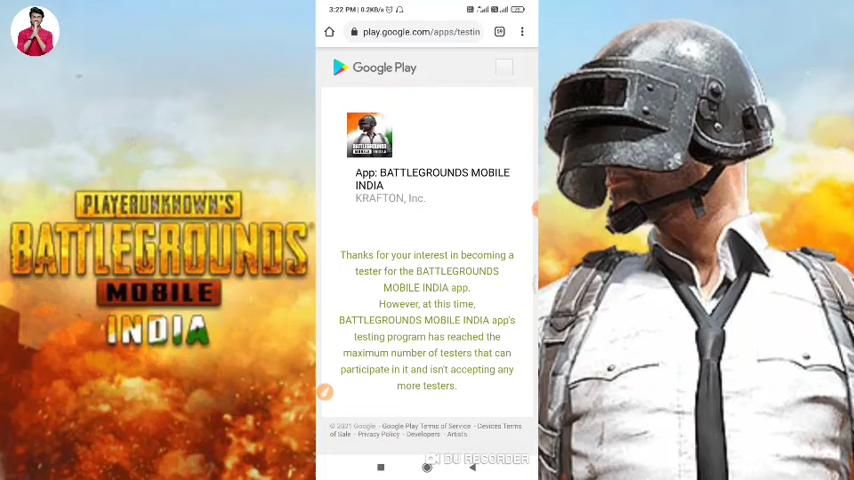 3:22 PM | 0.2KB/s
play.google.com/apps/testin
Google Play
App: BATTLEGROUNDS MOBILE
INDIA
KRAFTON, Inc.
PLAYERUNKNOWN'S
BATTLEGROUNDS
MOBILE
INDIA
Thanks for your interest in becoming a
tester for the BATTLEGROUNDS
MOBILE INDIA app.
However, at this time,
BATTLEGROUNDS MOBILE INDIA app's
testing program has reached the
maximum number of testers that can
participate in it and isn't accepting any
more testers.
© 2021 Google - Google Play Terms of Service - Devices Terms
of Sale - Privacy Policy - Developers - Artists
DU RECORDER